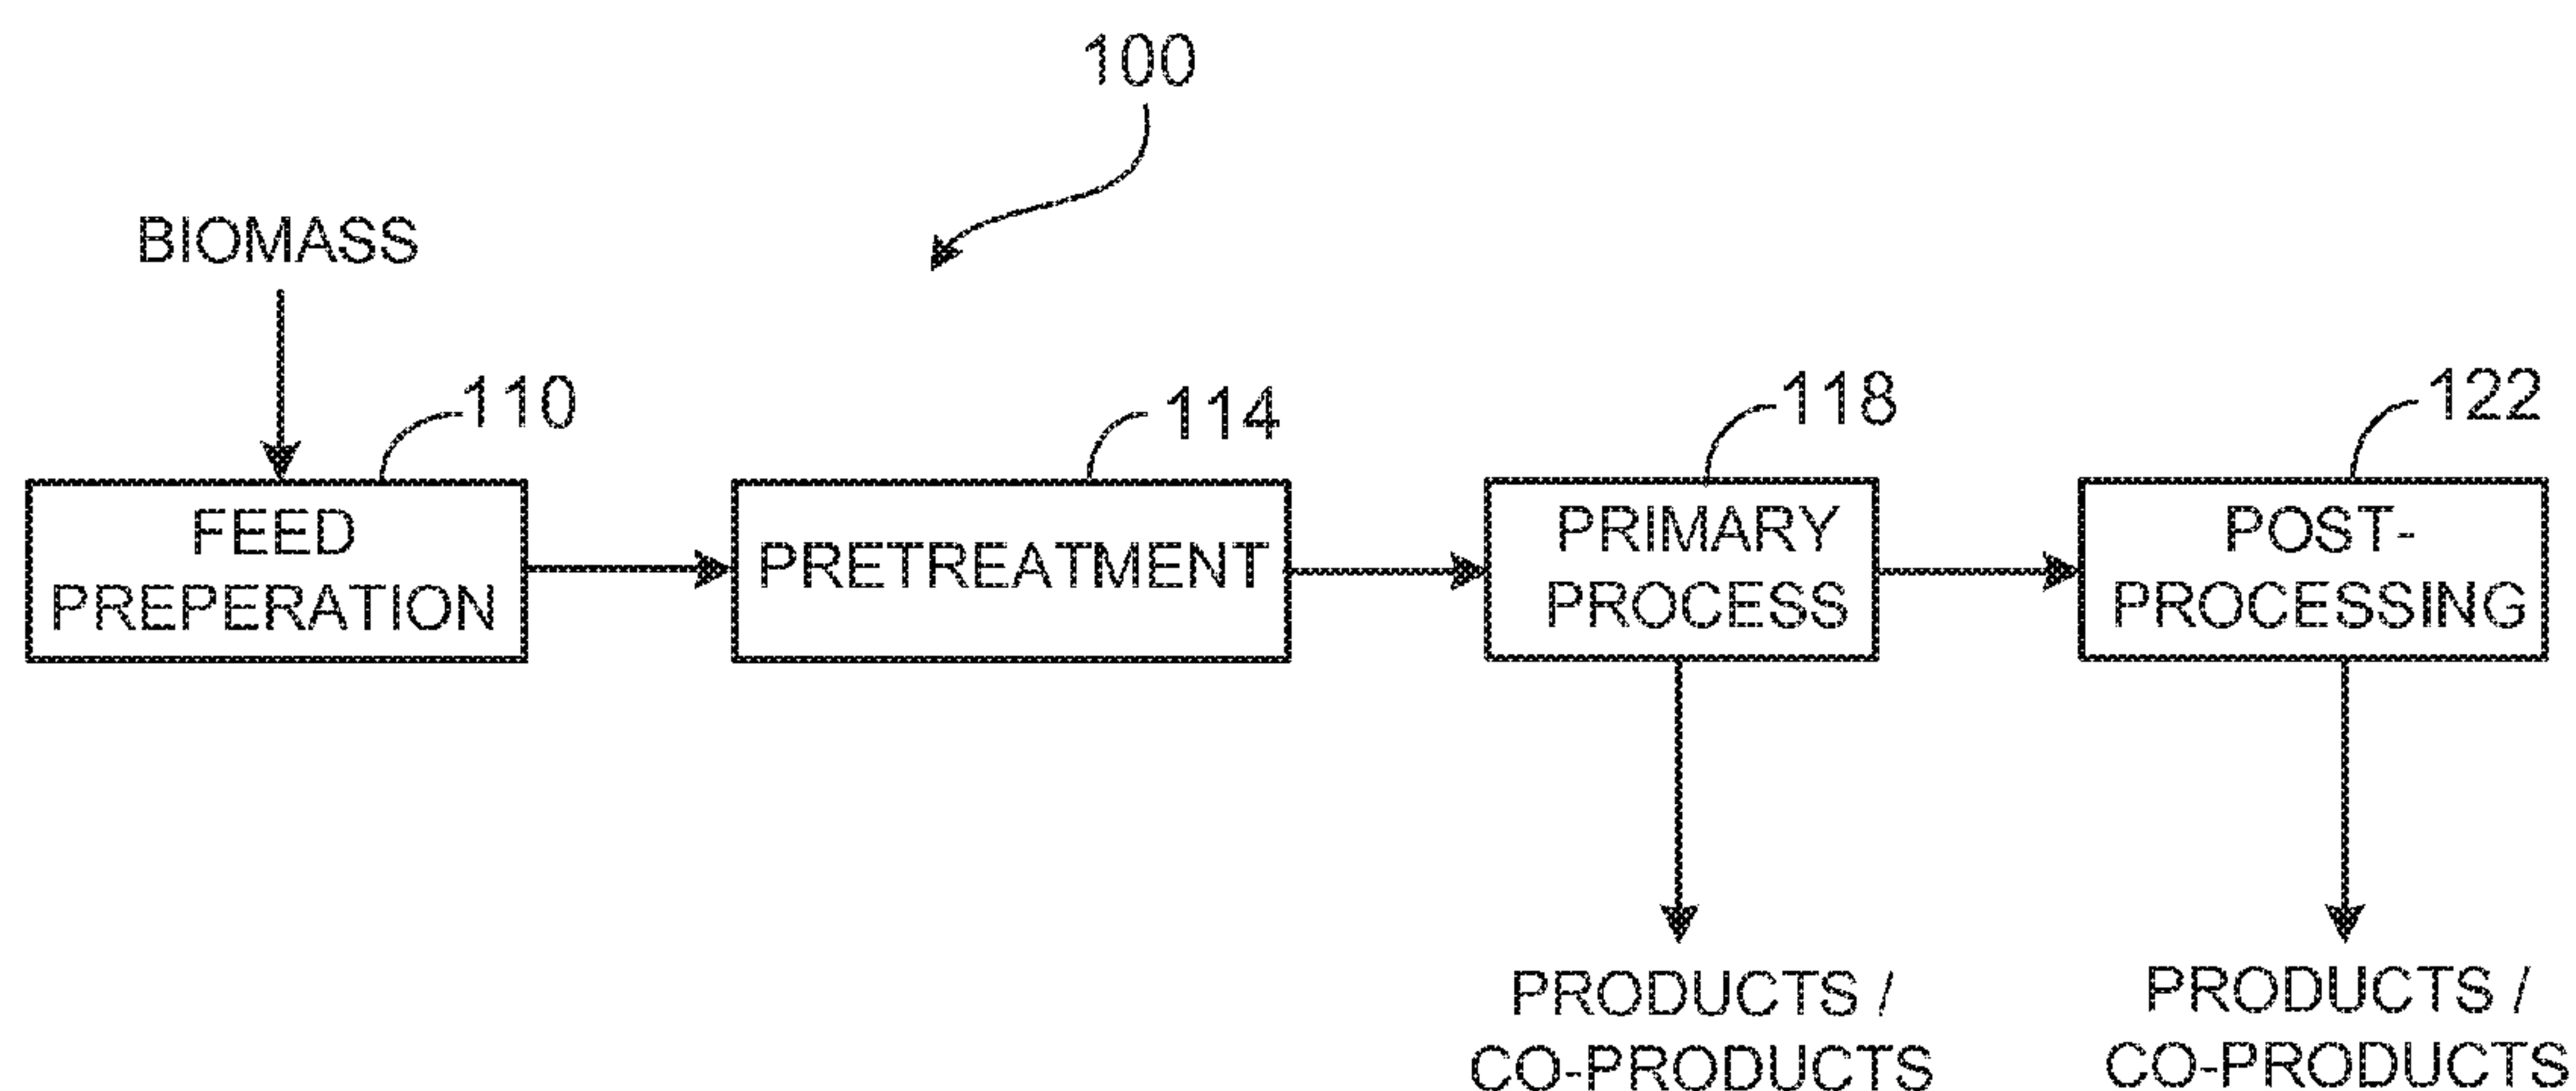 100
BIOMASS
110
114
118
122
FEED
PREPERATION
PRETREATMENT
PRIMARY
PROCESS
POST-
PROCESSING
PRODUCTS /
CO-PRODUCTS
PRODUCTS /
CO-PRODUCTS